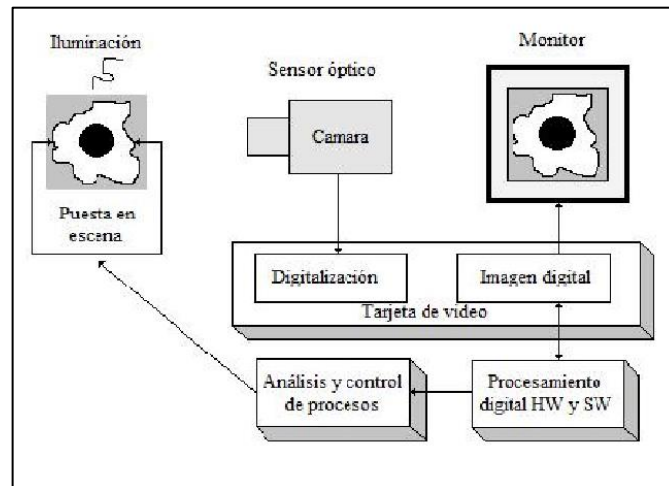 Iluminación
Monitor
Sensor óptico
Camara
Puesta en
escena
Digitalización
Imagen digital
Tarjeta de video
Análisis y control
de procesos
Procesamiento
digital HW y SW